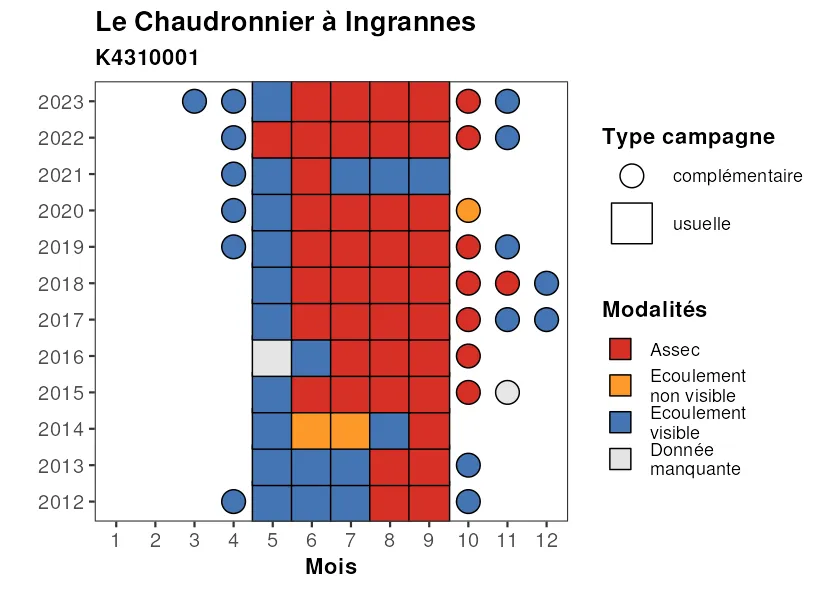 Le Chaudronnier à Ingrannes
K4310001
2023
2022
2021
2020
2019
2018
2017
2016
2015
2014
2013
2012
1 2 3 4 5 6 7 8 9 10 11 12
Mois
Type campagne
complémentaire
usuelle
Modalités
Assec
Ecoulement
non visible
Ecoulement
visible
Donnée
manquante